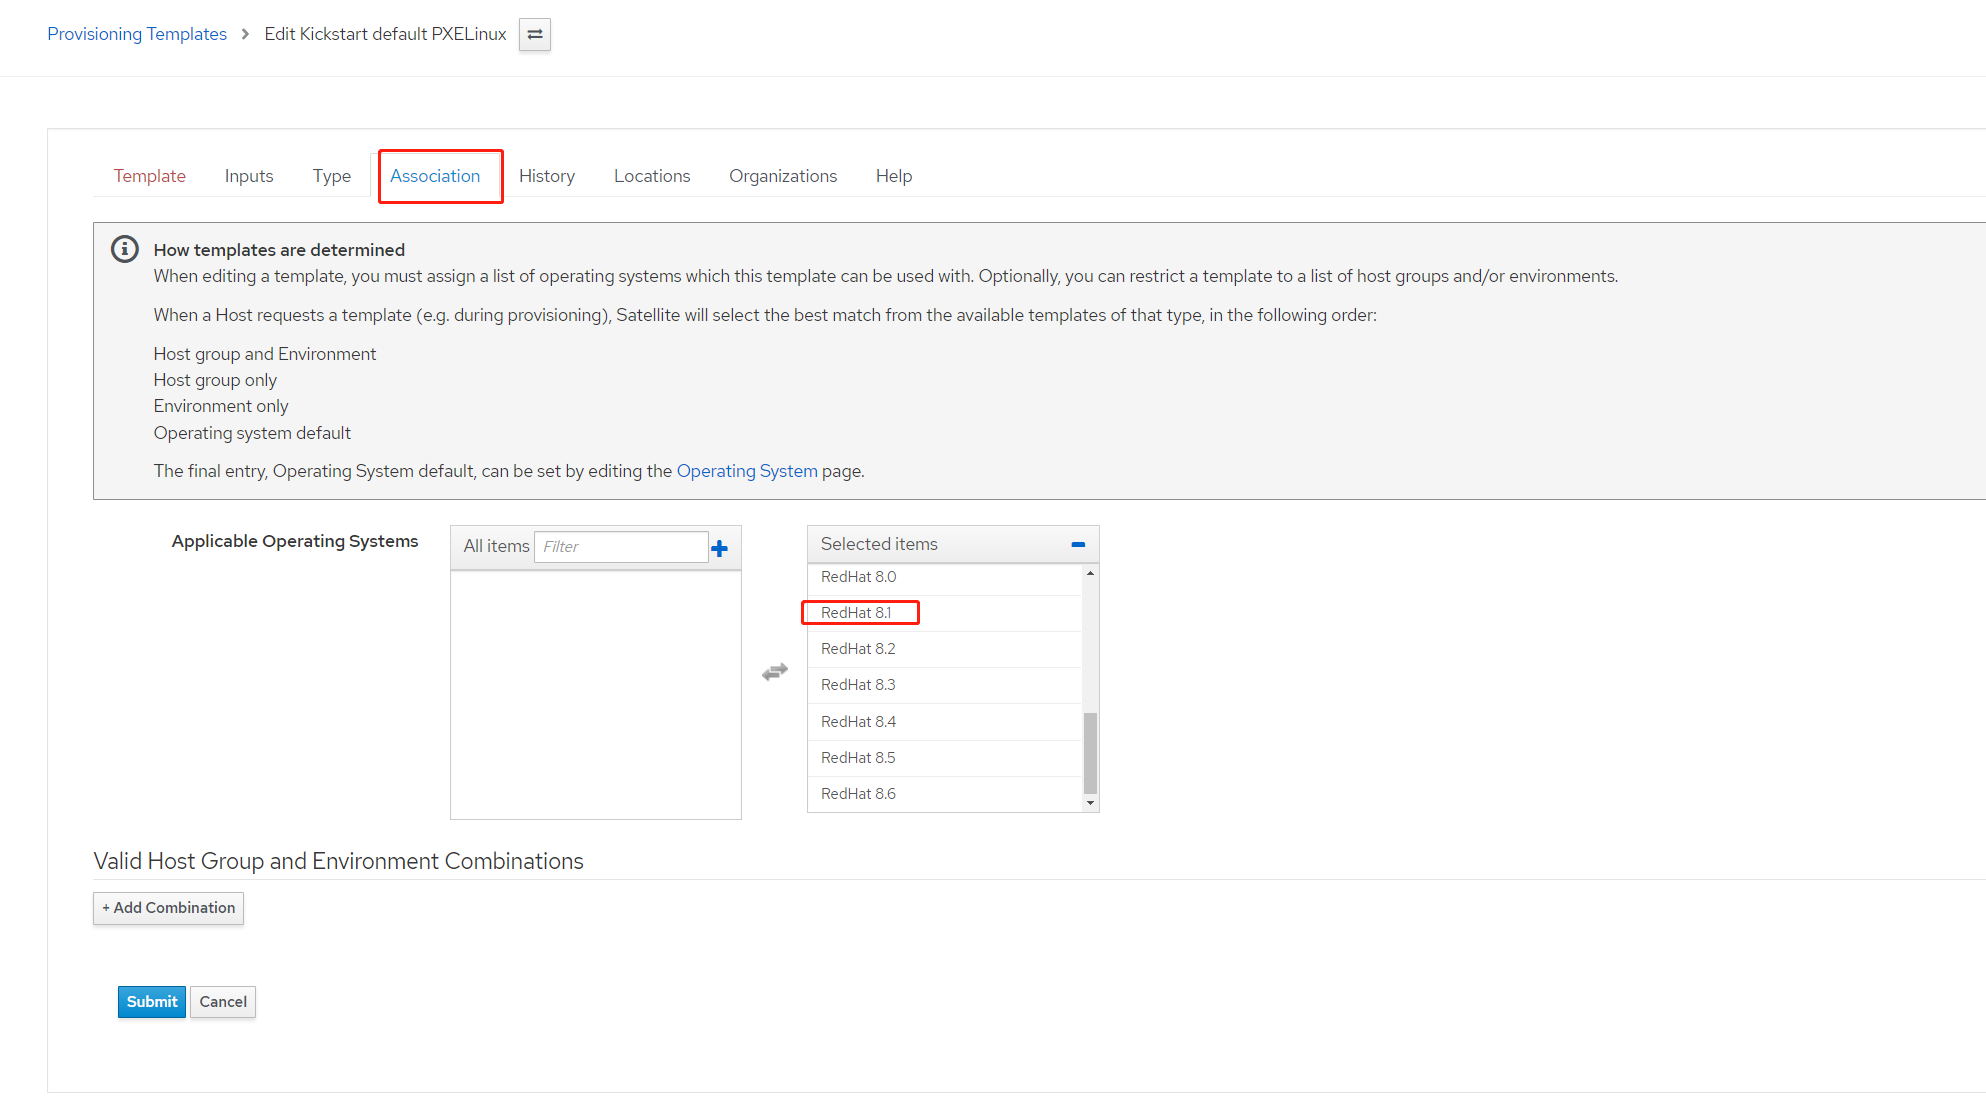 Provisioning Templates > Edit Kickstart default PXELinux
Template Inputs Type Association History Locations Organizations Help
How templates are determined
When editing a template, you must assign a list of operating systems which this template can be used with. Optionally, you can restrict a template to a list of host groups and/or environments.
When a Host requests a template (e.g. during provisioning), Satellite will select the best match from the available templates of that type, in the following order:
Host group and Environment
Host group only
Environment only
Operating system default
The final entry, Operating System default, can be set by editing the Operating System page.
Applicable Operating Systems
All items Filter
Selected items
RedHat 8.0
RedHat 8.1
RedHat 8.2
RedHat 8.3
RedHat 8.4
RedHat 8.5
RedHat 8.6
Valid Host Group and Environment Combinations
+ Add Combination
Submit Cancel